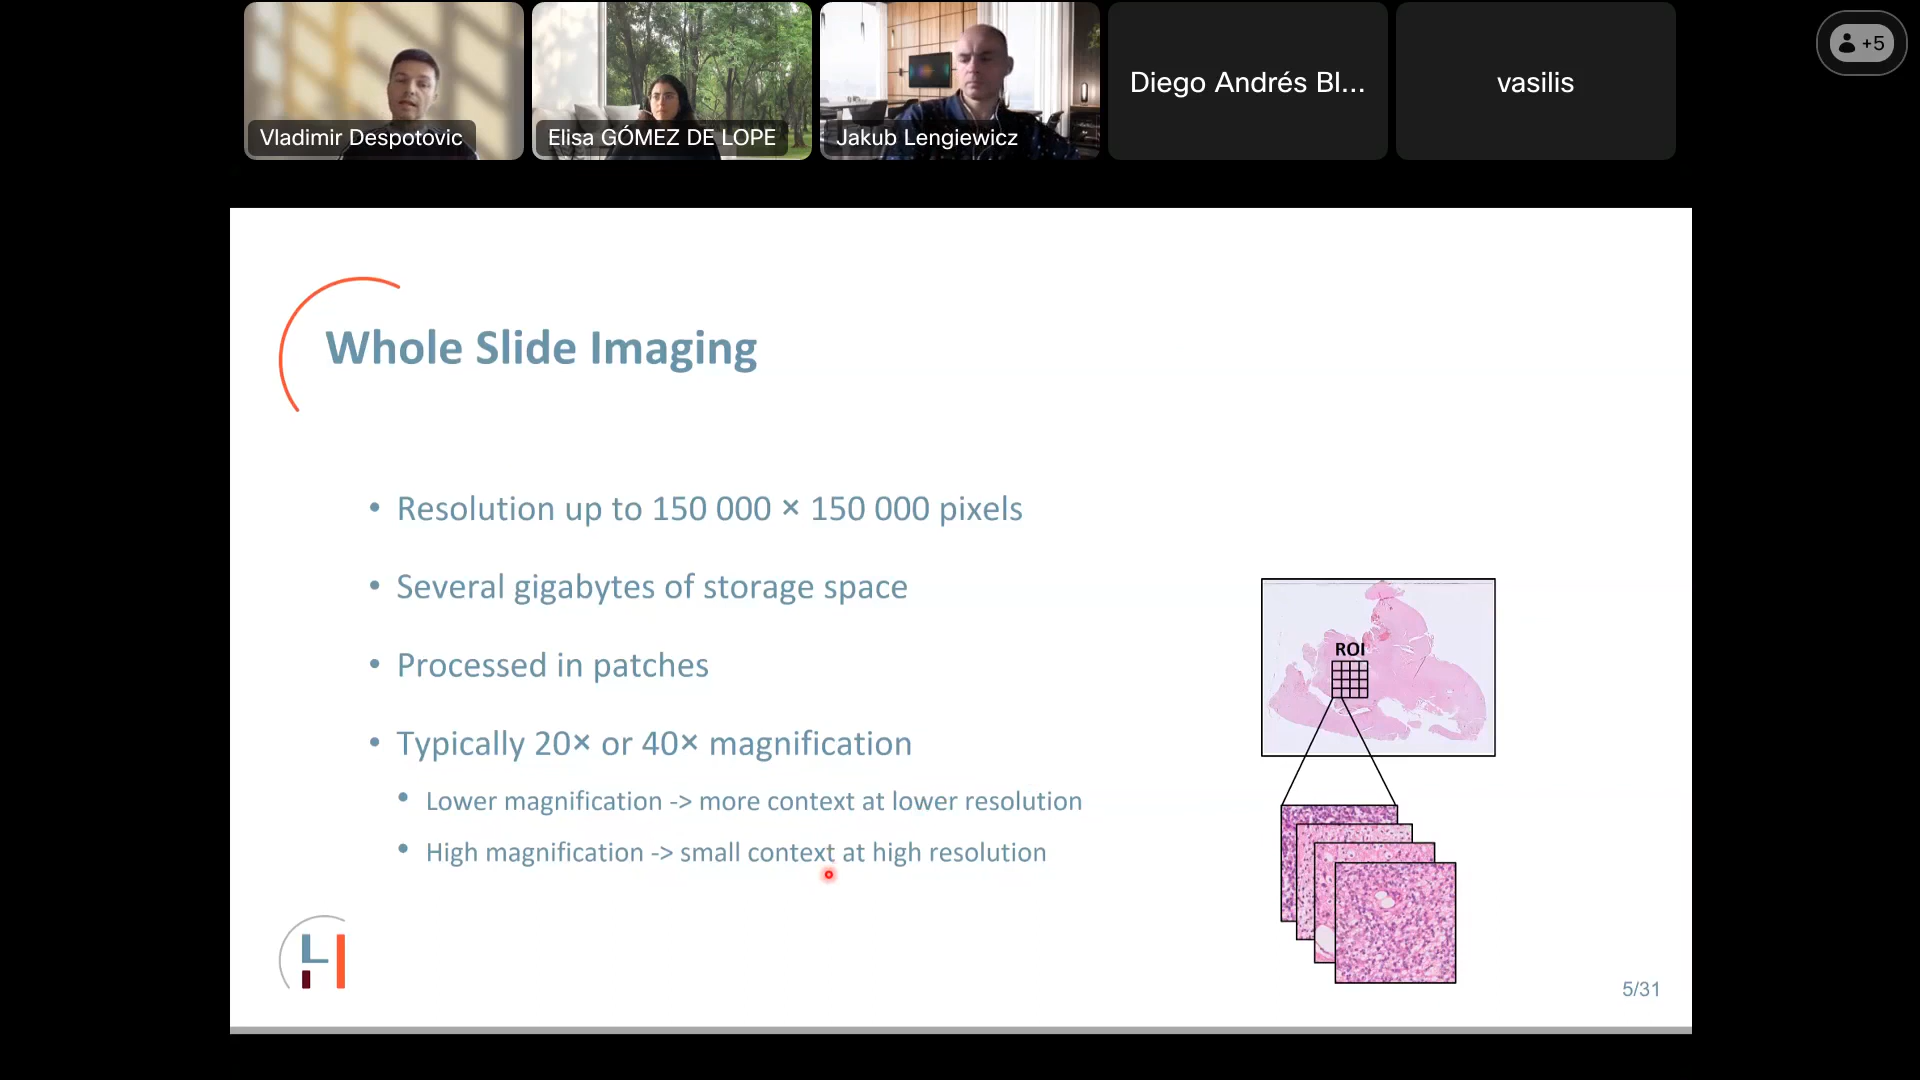 Vladimir Despotovic
Elisa GÓMEZ DE LOPE
Jakub Lengiewicz
Diego Andrés Bl...
vasilis
+5
Whole Slide Imaging
• Resolution up to 150 000 × 150 000 pixels
• Several gigabytes of storage space
• Processed in patches
• Typically 20× or 40× magnification
• Lower magnification -> more context at lower resolution
• High magnification -> small context at high resolution
ROI
5/31